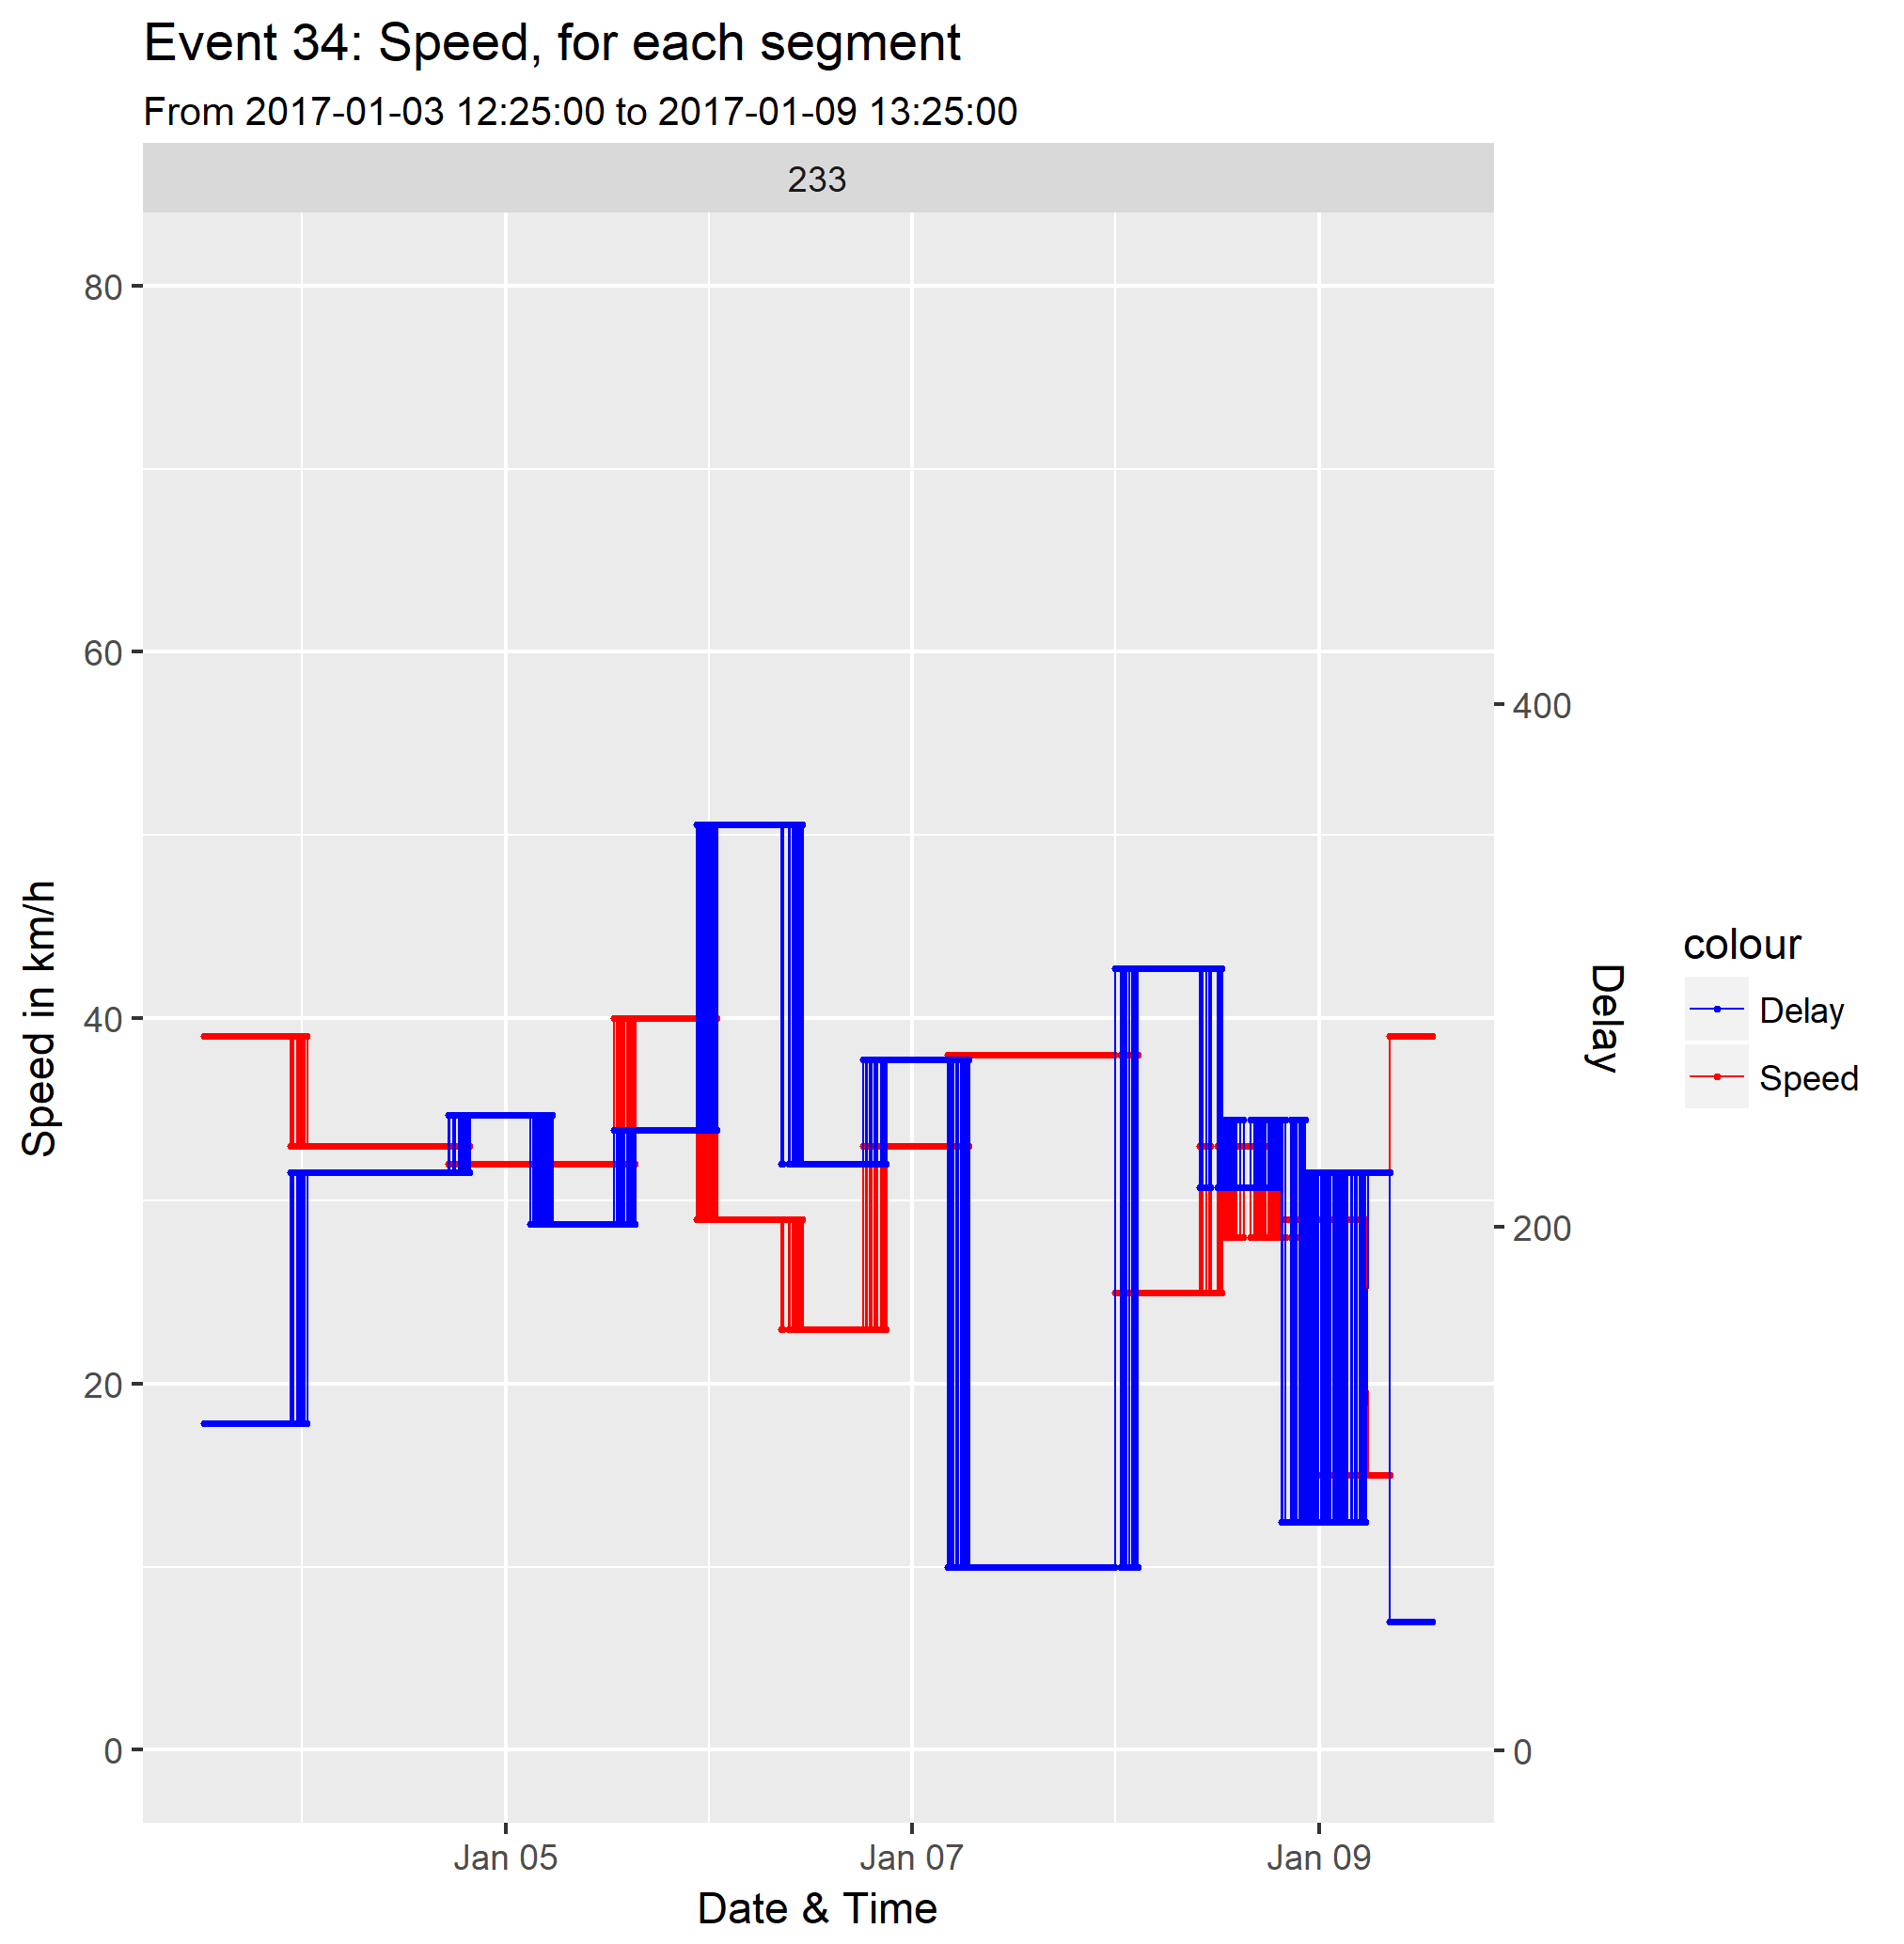 Event 34: Speed, for each segment
From 2017-01-03 12:25:00 to 2017-01-09 13:25:00
233
80
60
40
20
0
Speed in km/h
400
200
0
Delay
colour
Delay
Speed
Jan 05
Jan 07
Jan 09
Date & Time